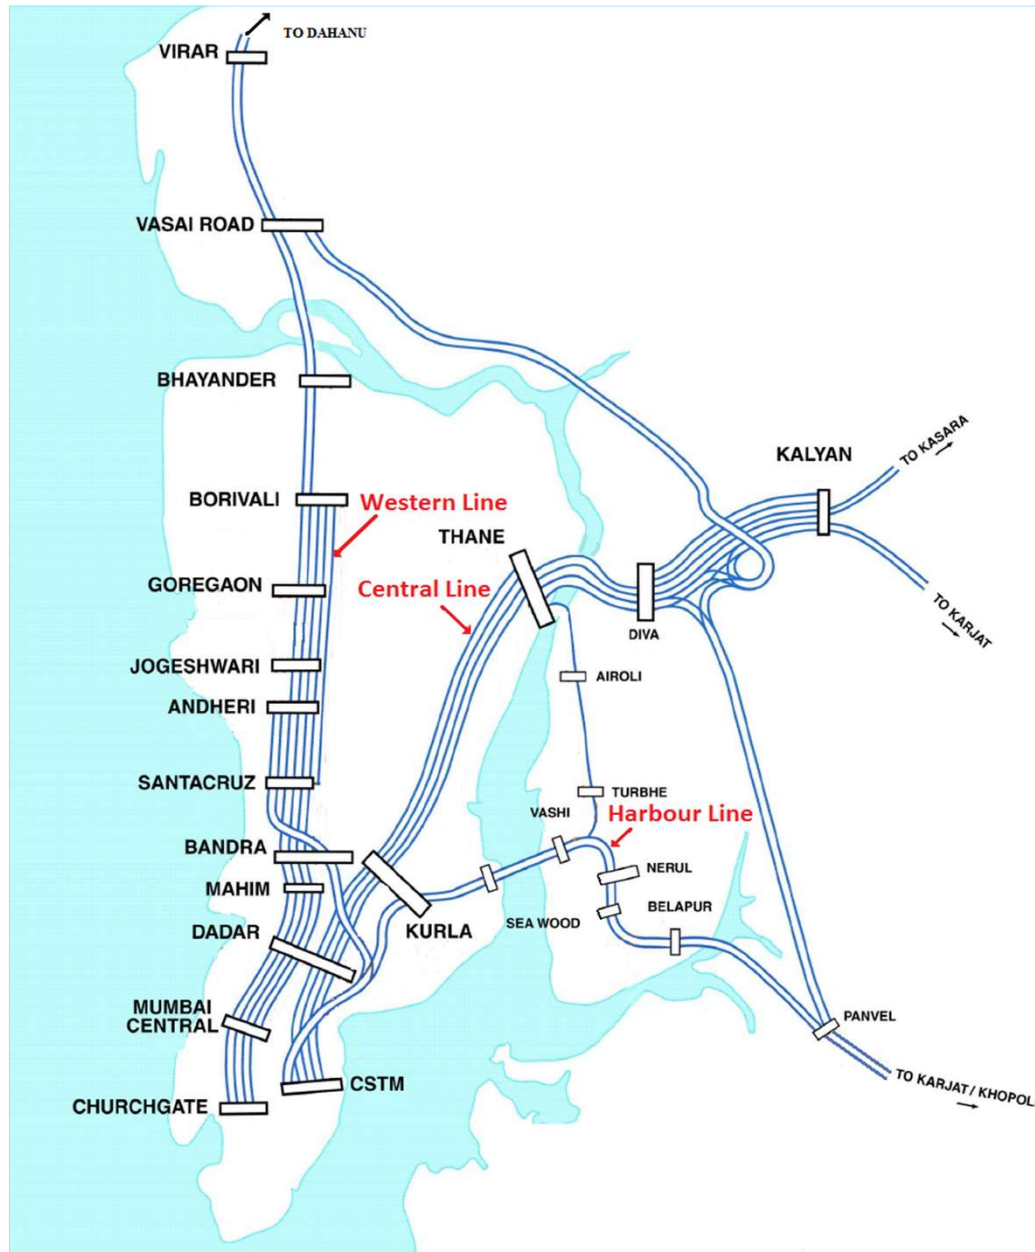 TO DAHANU
VIRAR
VASAI ROAD
BHAYANDER
TO KASARA
KALYAN
BORIVALI
Western Line
THANE
GOREGAON
Central Line
TO KARJAT
DIVA
JOGESHWARI
AIROLI
ANDHERI
SANTACRUZ
TURBHE
VASHI
Harbour Line
BANDRA
NERUL
MAHIM
BELAPUR
SEA WOOD
DADAR
KURLA
MUMBAI
CENTRAL
PANVEL
TO KARJAT / KHOPOL
CSTM
CHURCHGATE